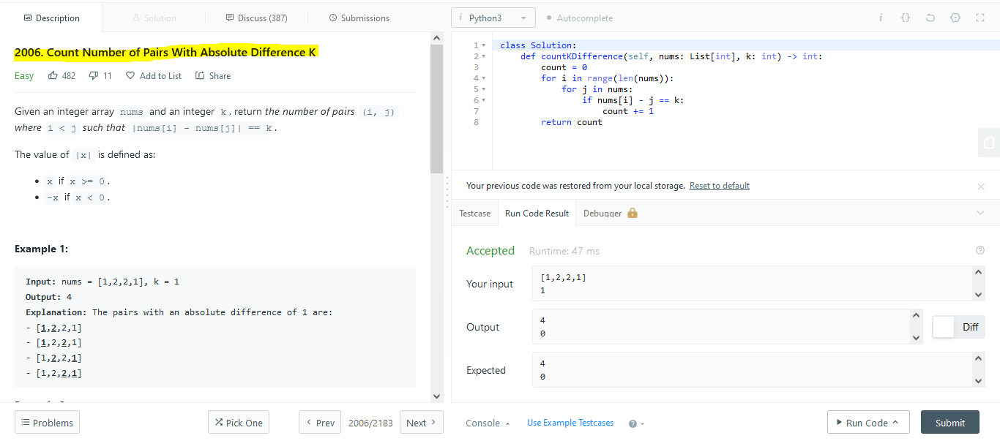 Description
Solution
Discuss (387)
Submissions
i Python3
Autocomplete
i {}
2006. Count Number of Pairs With Absolute Difference K
Easy 482 11 Add to List Share
Given an integer array nums and an integer k, return the number of pairs (i, j)
where i < j such that |nums[i] - nums[j]| == k.
The value of |x| is defined as:
• x if x >= 0.
• -x if x < 0.
Example 1:
Input: nums = [1,2,2,1], k = 1
Output: 4
Explanation: The pairs with an absolute difference of 1 are:
- [1,2,2,1]
- [1,2,2,1]
- [1,2,2,1]
- [1,2,2,1]
Problems
Pick One
Prev
2006/2183
Next
1 class Solution:
2 def countKDifference(self, nums: List[int], k: int) -> int:
3 count = 0
4 for i in range(len(nums)):
5 for j in nums:
6 if nums[i] - j == k:
7 count += 1
8 return count
Your previous code was restored from your local storage. Reset to default
Testcase
Run Code Result
Debugger
Accepted Runtime: 47 ms
Your input
[1,2,2,1]
1
Output
4
0
Diff
Expected
4
0
Console
Use Example Testcases
?
Run Code
Submit